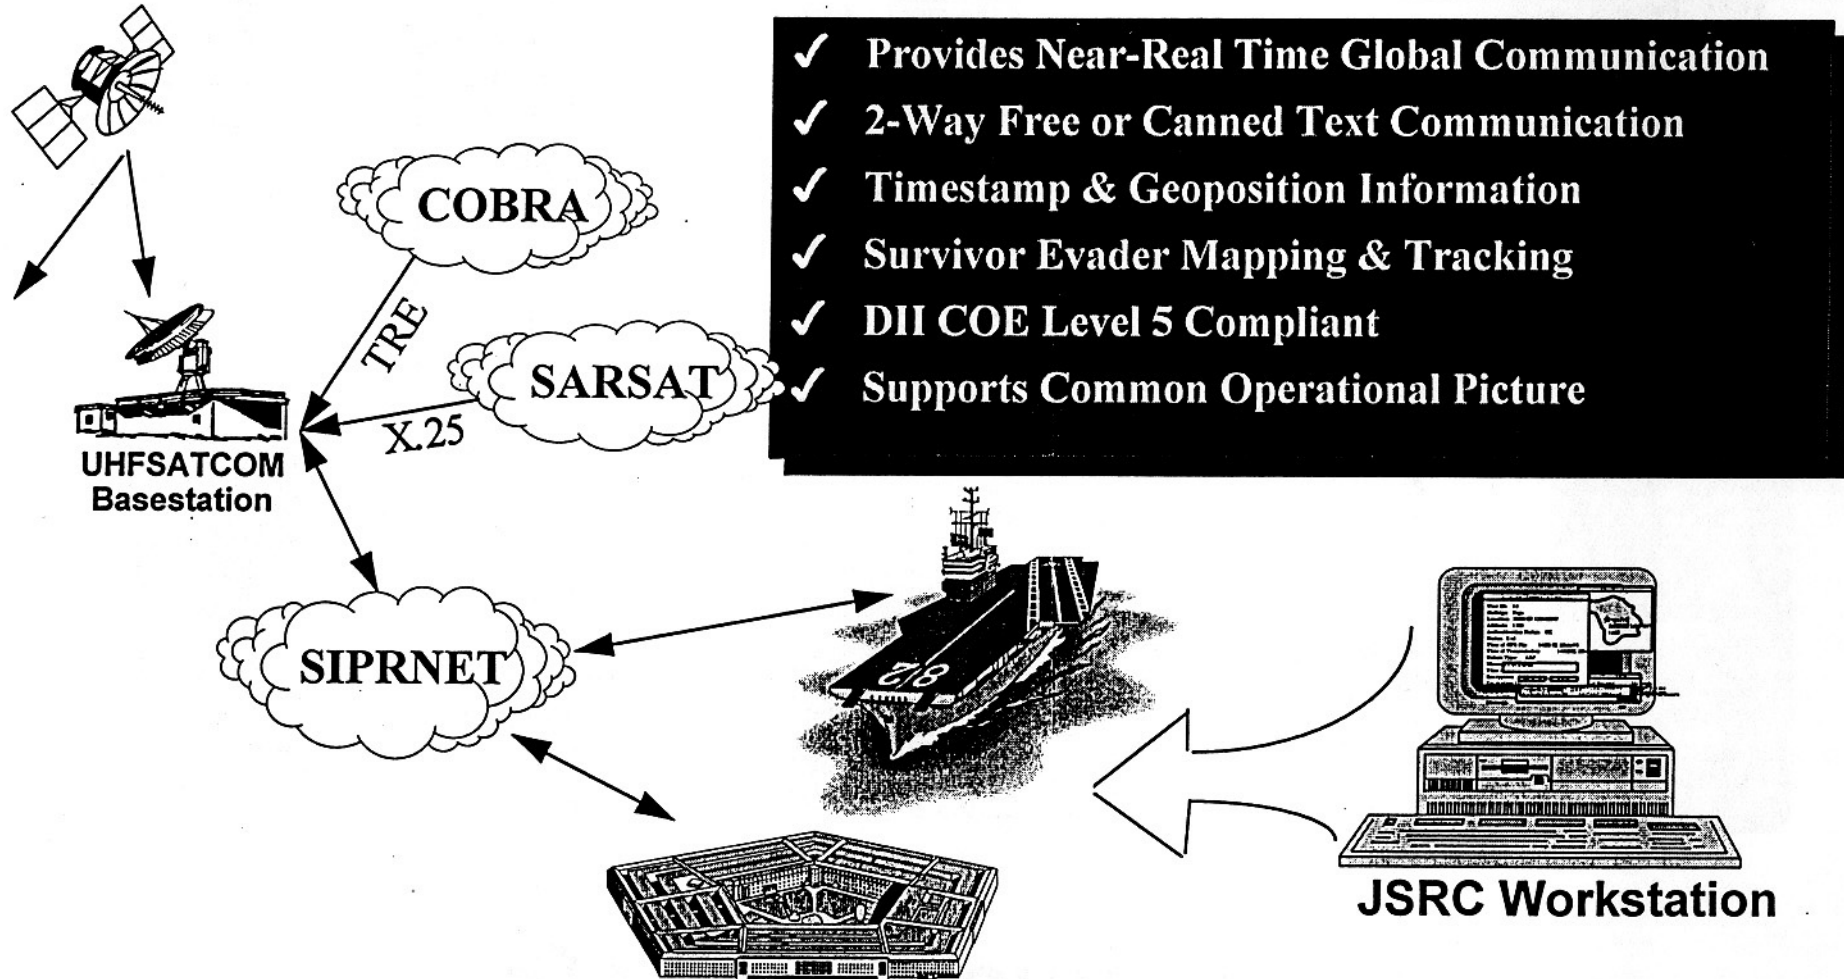 ✓ Provides Near-Real Time Global Communication
✓ 2-Way Free or Canned Text Communication
✓ Timestamp & Geoposition Information
✓ Survivor Evader Mapping & Tracking
✓ DII COE Level 5 Compliant
✓ Supports Common Operational Picture
COBRA
TRE
SARSAT
X.25
UHFSATCOM
Basestation
SIPRNET
JSRC Workstation